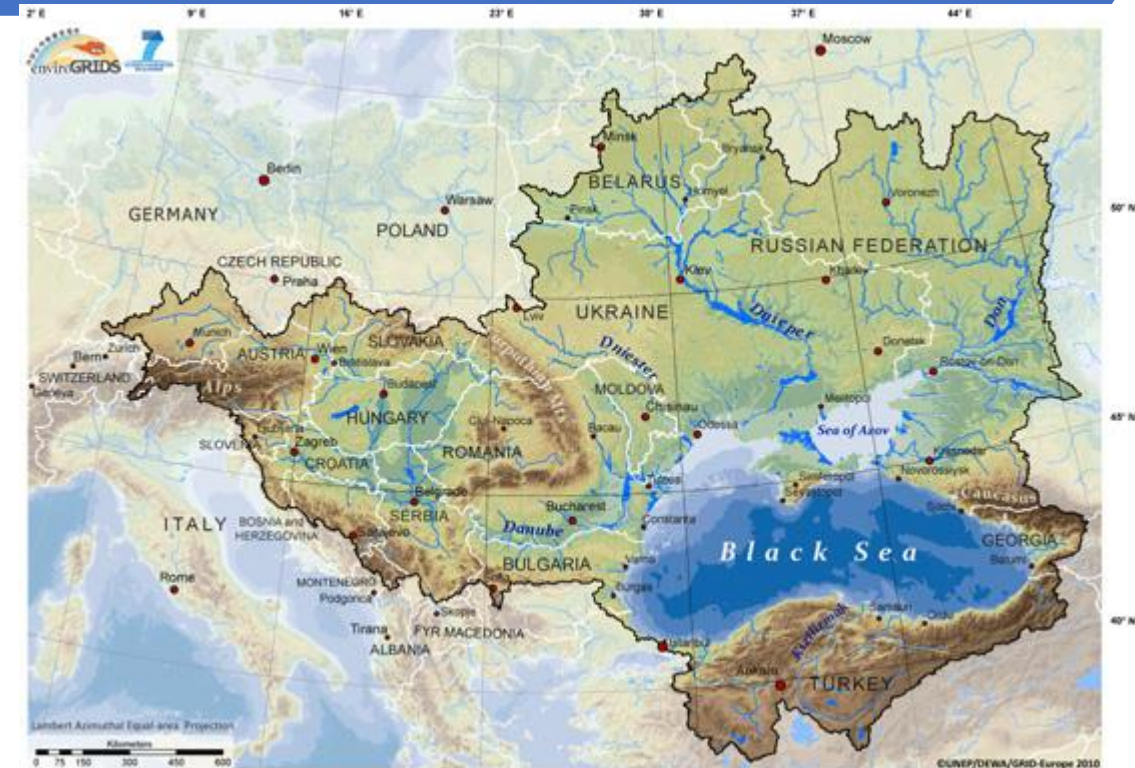 2° E 9° E 16° E 23° E 30° E 37° E 44° E
enviroGRIDS
7
Moscow
Minsk
Bryansk
Berlin
BELARUS
Homyel
Voronezh
Warsaw
Pinsk
50° N
GERMANY
POLAND
RUSSIAN FEDERATION
CZECH REPUBLIC
Praha
Kiev
Kharkiv
UKRAINE
Lviv
Dnieper
Don
Munich
Zurich
Bern
AUSTRIA
Wien
Bratislava
SLOVAKIA
Carpathian Mts
Dniester
Donetsk
Rostov-on-Don
SWITZERLAND
Geneva
Alps
Budapest
MOLDOVA
Chisinau
Melitopol
HUNGARY
Cluj-Napoca
Bacau
Odessa
Sea of Azov
45° N
Ljubljana
SLOVENIA
Zagreb
CROATIA
ROMANIA
Krasnodar
Novorossiysk
Simferopol
Sevastopol
Belgrade
Caucasus
SERBIA
Bucharest
Sochi
ITALY
BOSNIA and
HERZEGOVINA
Sarajevo
Danube
Constanta
Black Sea
GEORGIA
BULGARIA
Varna
Batumi
Rome
MONTENEGRO
Podgorica
Sofia
Burgas
Skopje
Samsun
Ordu
40° N
Tirana
FYR MACEDONIA
Istanbul
Kizilirmak
ALBANIA
Ankara
TURKEY
Lambert Azimuthal Equal-area Projection
Kilometers
0 75 150 300 450 600
©UNEP/DEWA/GRID-Europe 2010